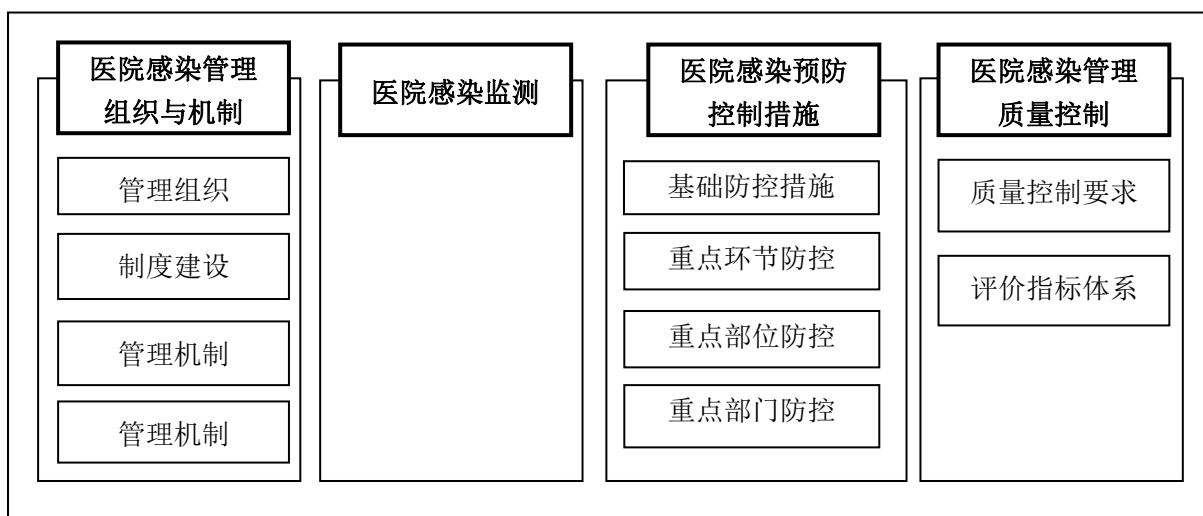 医院感染管理
组织与机制
管理组织
制度建设
管理机制
管理机制
医院感染监测
医院感染预防
控制措施
基础防控措施
重点环节防控
重点部位防控
重点部门防控
医院感染管理
质量控制
质量控制要求
评价指标体系